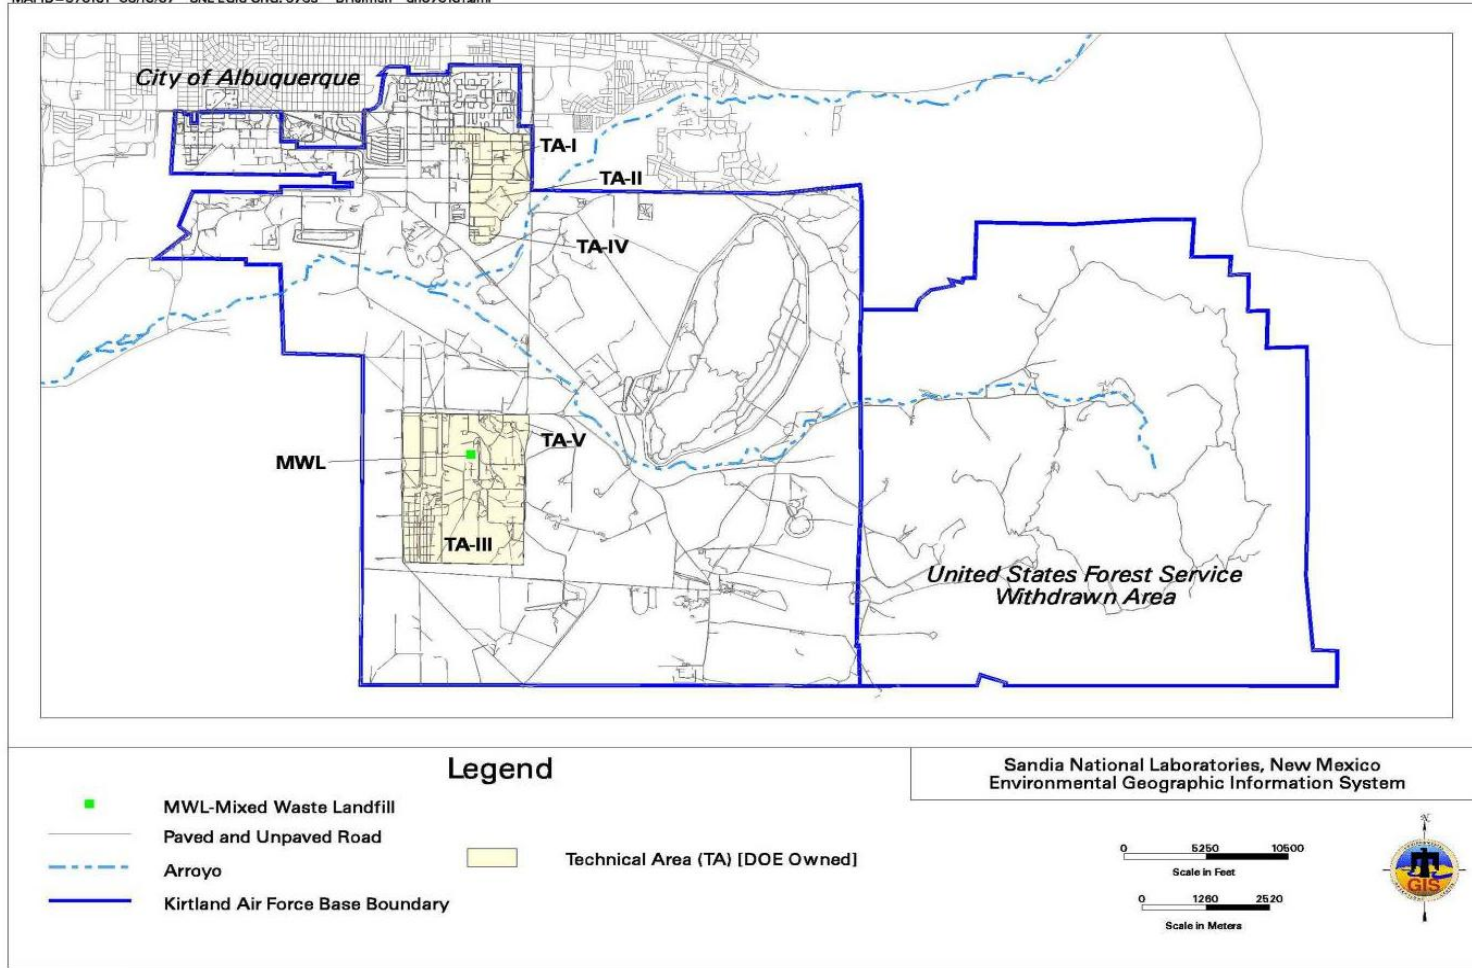 City of Albuquerque
TA-I
TA-II
TA-IV
TA-V
MWL
TA-III
United States Forest Service
Withdrawn Area
Legend
MWL-Mixed Waste Landfill
Paved and Unpaved Road
Arroyo
Kirtland Air Force Base Boundary
Technical Area (TA) [DOE Owned]
Sandia National Laboratories, New Mexico
Environmental Geographic Information System
0 5250 10500
Scale in Feet
0 1260 2520
Scale in Meters
N
GIS